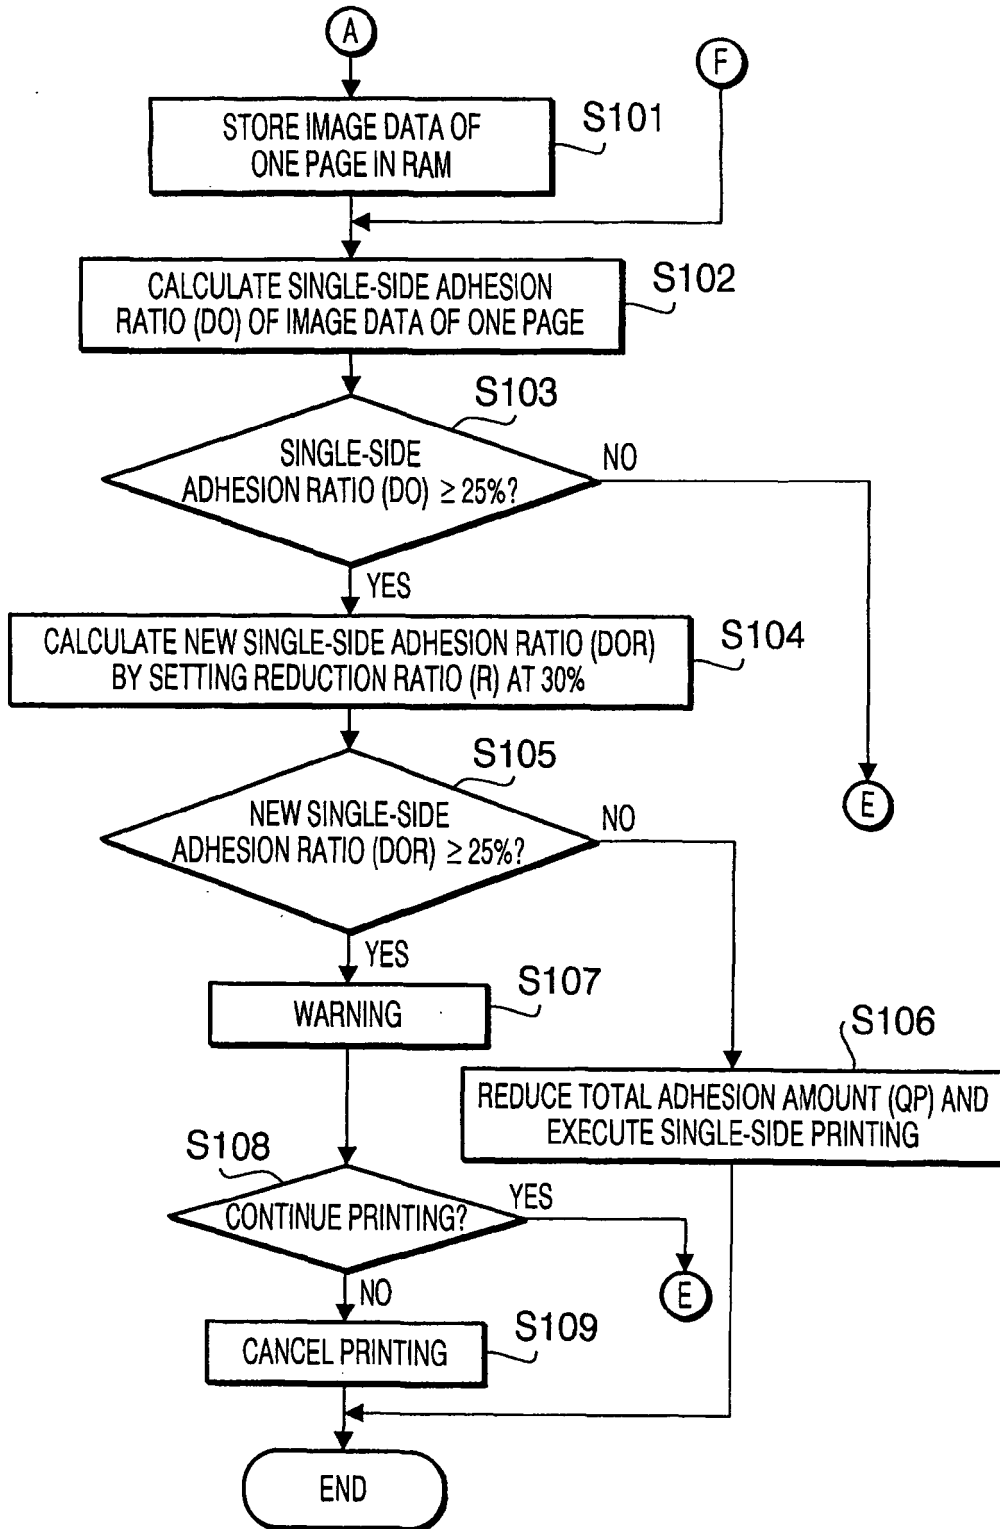 A
F
STORE IMAGE DATA OF
ONE PAGE IN RAM
S101
CALCULATE SINGLE-SIDE ADHESION
RATIO (DO) OF IMAGE DATA OF ONE PAGE
S102
S103
SINGLE-SIDE
ADHESION RATIO (DO) ≥ 25%?
NO
YES
CALCULATE NEW SINGLE-SIDE ADHESION RATIO (DOR)
BY SETTING REDUCTION RATIO (R) AT 30%
S104
S105
E
NEW SINGLE-SIDE
ADHESION RATIO (DOR) ≥ 25%?
NO
YES
WARNING
S107
S106
REDUCE TOTAL ADHESION AMOUNT (QP) AND
EXECUTE SINGLE-SIDE PRINTING
S108
CONTINUE PRINTING?
YES
E
NO
CANCEL PRINTING
S109
END